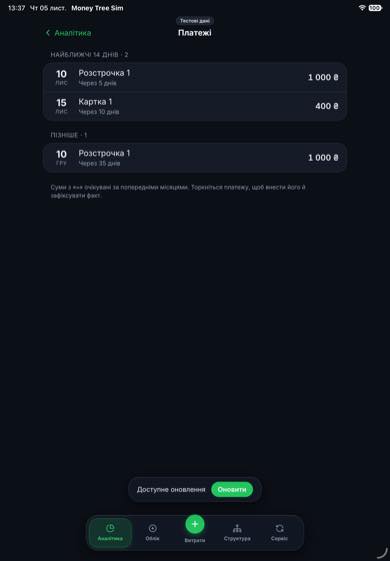 13:37 Чт 05 лист. Money Tree Sim
100
Тестові дані
Аналітика
Платежі
НАЙБЛИЖЧІ 14 ДНІВ · 2
10 Розстрочка 1
ЛИС Через 5 днів
1 000 ₴
15 Картка 1
ЛИС Через 10 днів
400 ₴
ПІЗНІШЕ · 1
10 Розстрочка 1
ГРУ Через 35 днів
1 000 ₴
Суми з «≈» очікувані за попередніми місяцями. Торкніться платежу, щоб внести його й
зафіксувати факт.
Доступне оновлення Оновити
Аналітика Облік Витрати Структура Сервіс